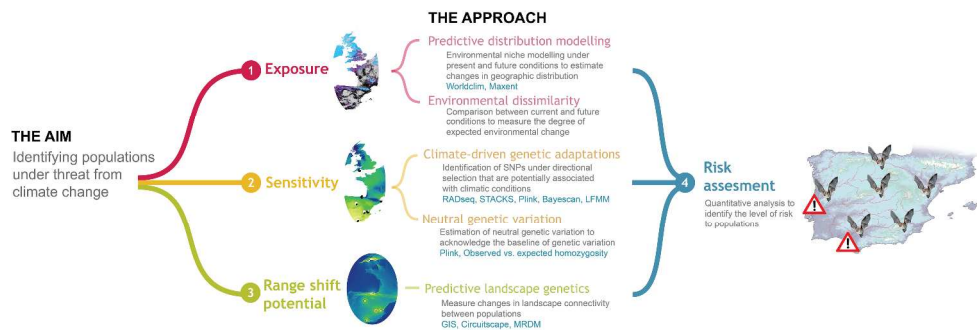 THE APPROACH
THE AIM
Identifying populations
under threat from
climate change
1 Exposure
Predictive distribution modelling
Environmental niche modelling under
present and future conditions to estimate
changes in geographic distribution
Worldclim, Maxent
Environmental dissimilarity
Comparison between current and future
conditions to measure the degree of
expected environmental change
2 Sensitivity
Climate-driven genetic adaptations
Identification of SNPs under directional
selection that are potentially associated
with climatic conditions
RADseq, STACKS, Plink, Bayescan, LFMM
Neutral genetic variation
Estimation of neutral genetic variation to
acknowledge the baseline of genetic variation
Plink, Observed vs. expected homozygosity
3 Range shift
potential
Predictive landscape genetics
Measure changes in landscape connectivity
between populations
GIS, Circuitscape, MRDM
4 Risk
assesment
Quantitative analysis to
identify the level of risk
to populations
!
!